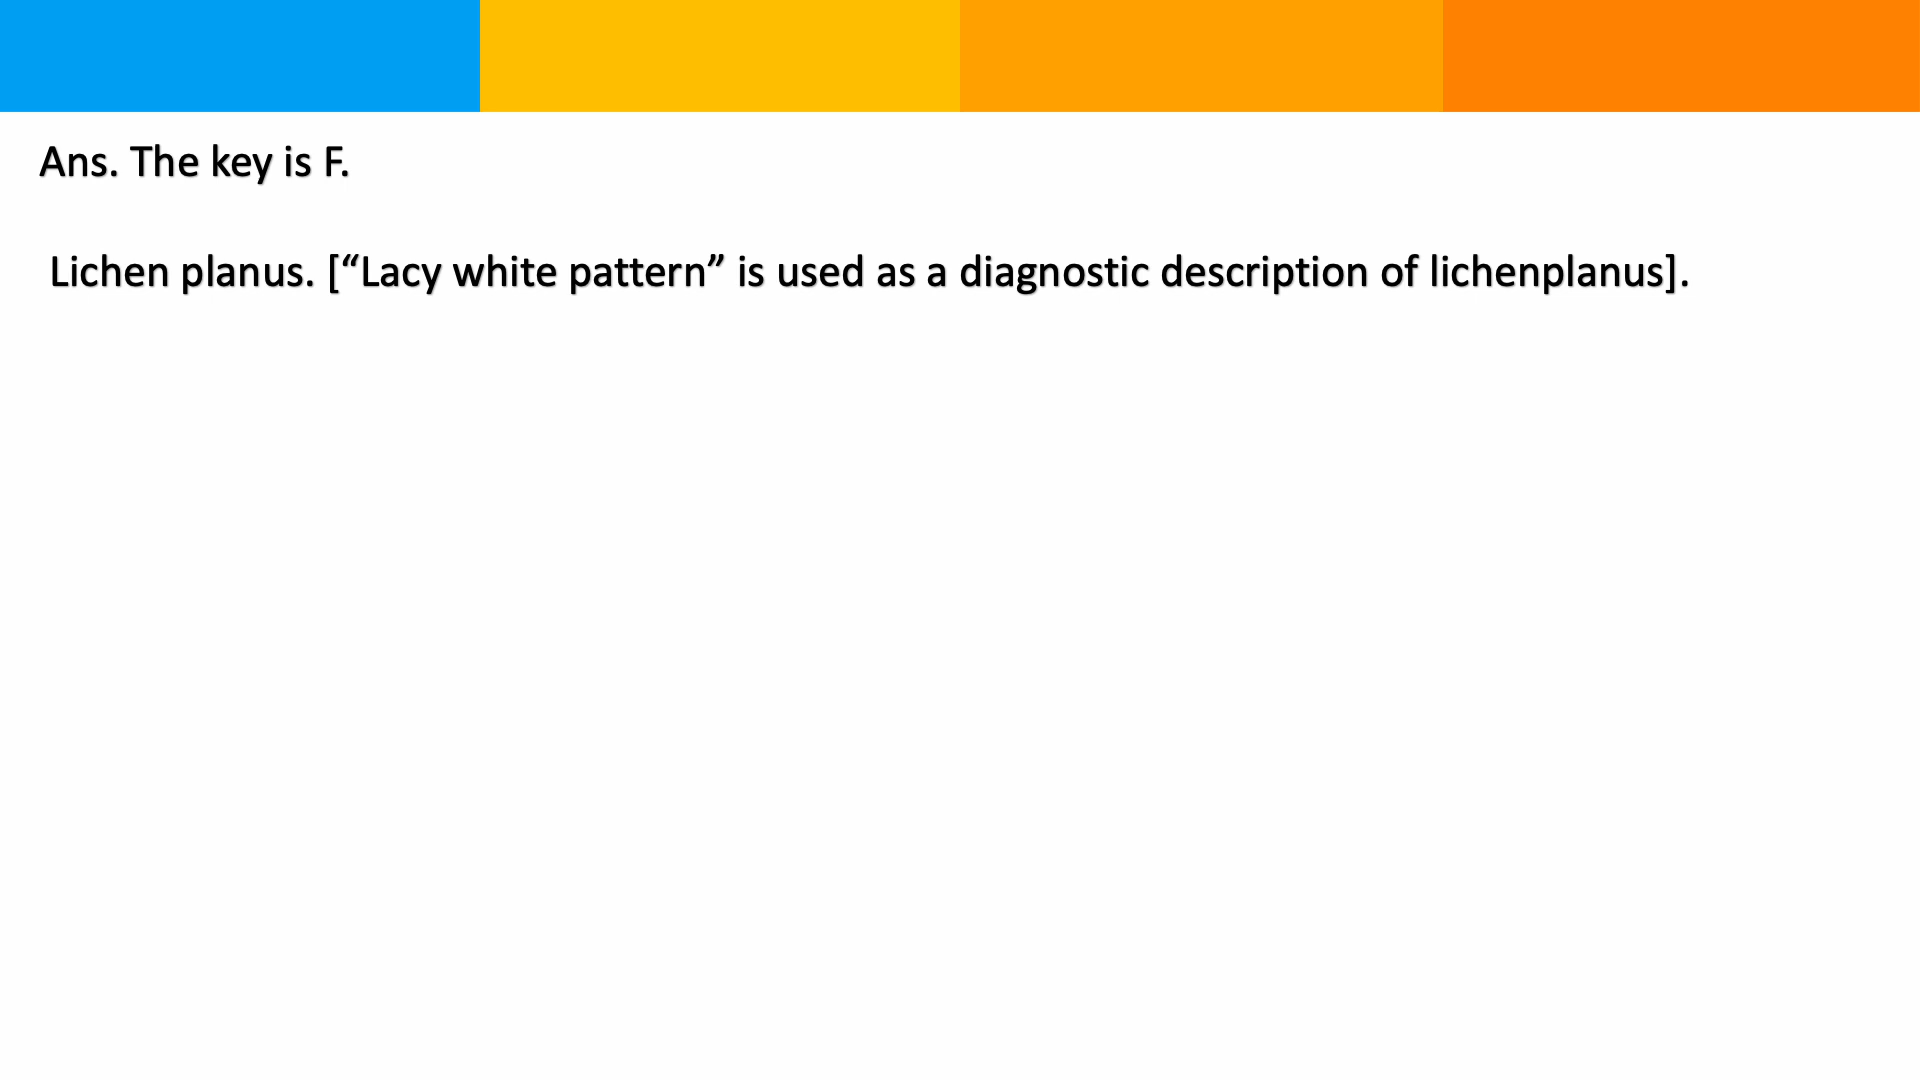 Ans. The key is F.
Lichen planus. [“Lacy white pattern” is used as a diagnostic description of lichenplanus].